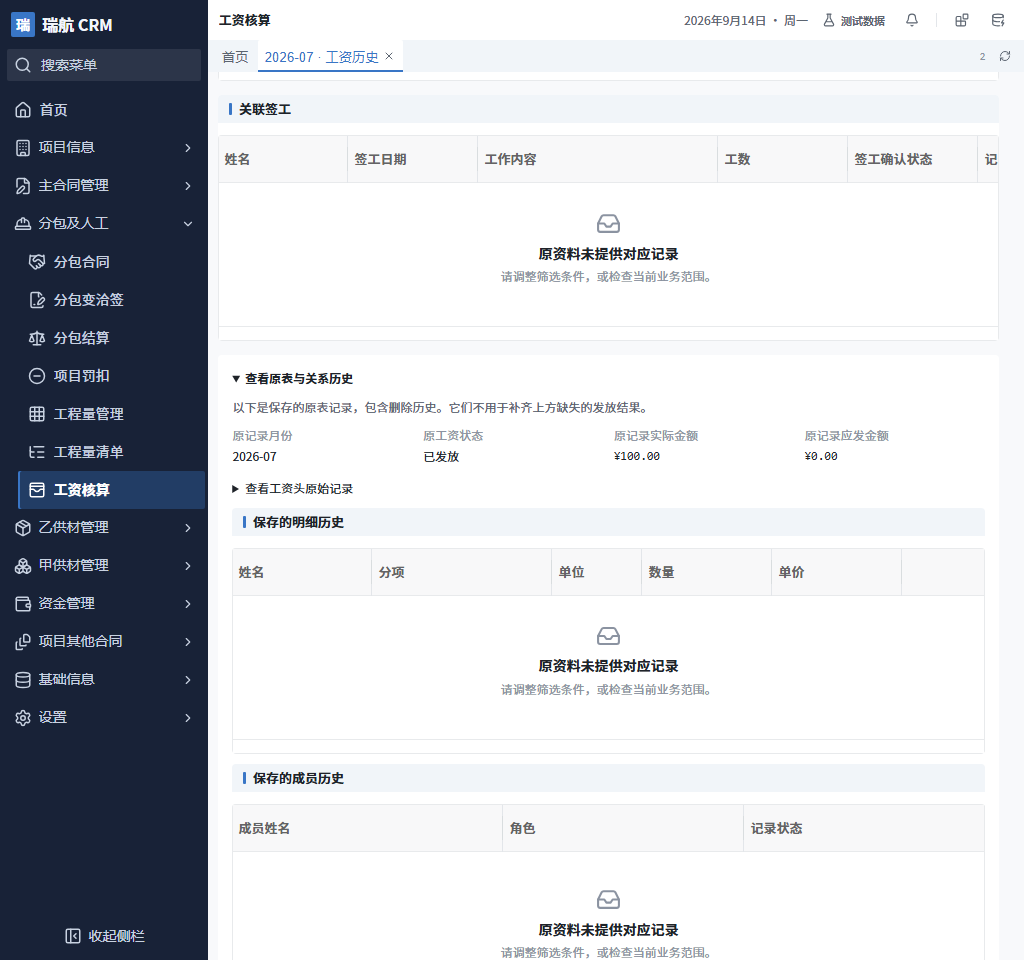 瑞 瑞航 CRM
搜索菜单
首页
项目信息
主合同管理
分包及人工
分包合同
分包变洽签
分包结算
项目罚扣
工程量管理
工程量清单
工资核算
乙供材管理
甲供材管理
资金管理
项目其他合同
基础信息
设置
收起侧栏
工资核算
2026年9月14日 • 周一 测试数据
首页 2026-07 · 工资历史 2
关联签工
姓名 签工日期 工作内容 工数 签工确认状态 记
原资料未提供对应记录
请调整筛选条件，或检查当前业务范围。
查看原表与关系历史
以下是保存的原表记录，包含删除历史。它们不用于补齐上方缺失的发放结果。
原记录月份 原工资状态 原记录实际金额 原记录应发金额
2026-07 已发放 ¥100.00 ¥0.00
查看工资头原始记录
保存的明细历史
姓名 分项 单位 数量 单价
原资料未提供对应记录
请调整筛选条件，或检查当前业务范围。
保存的成员历史
成员姓名 角色 记录状态
原资料未提供对应记录
请调整筛选条件，或检查当前业务范围。